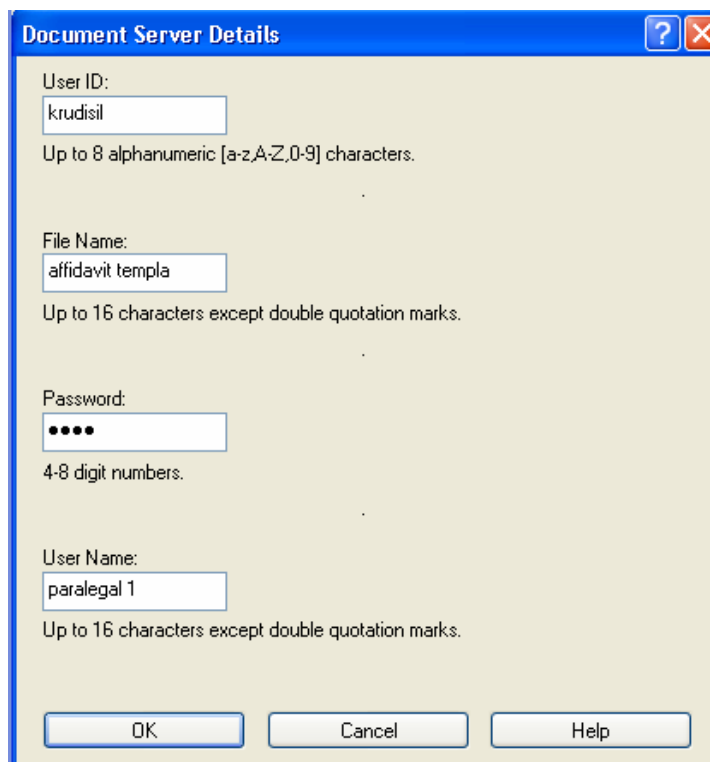 Document Server Details
User ID:
krudisil
Up to 8 alphanumeric [a-z,A-Z,0-9] characters.
.
File Name:
affidavit templa
Up to 16 characters except double quotation marks.
.
Password:
••••
4-8 digit numbers.
.
User Name:
paralegal 1
Up to 16 characters except double quotation marks.
OK Cancel Help